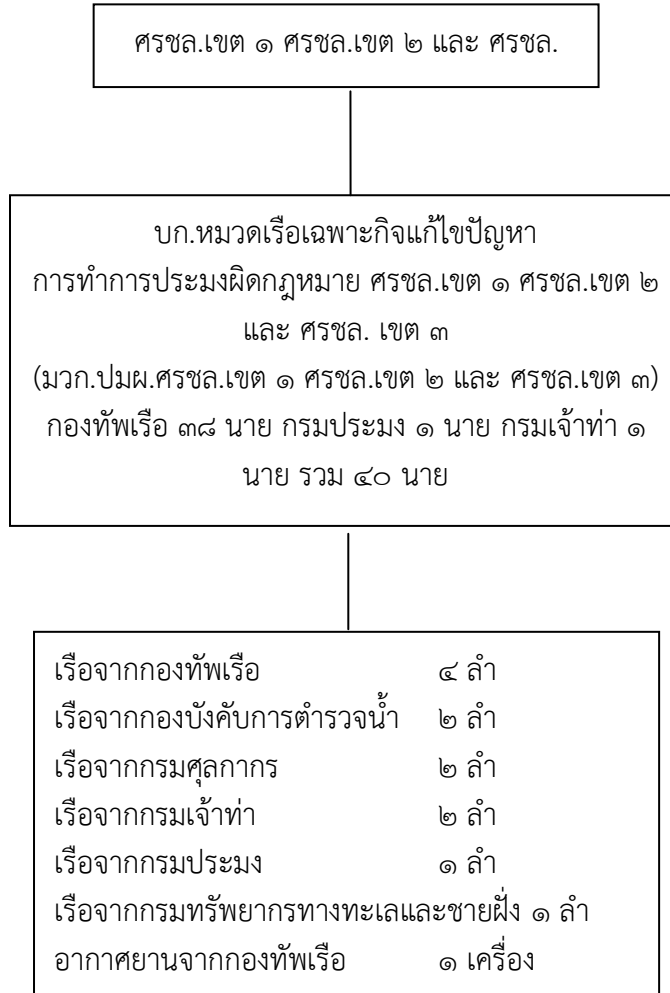 ศรชล.เขต ๑ ศรชล.เขต ๒ และ ศรชล.
บก.หมวดเรือเฉพาะกิจแก้ไขปัญหา
การทำการประมงผิดกฎหมาย ศรชล.เขต ๑ ศรชล.เขต ๒
และ ศรชล. เขต ๓
(มวก.ปมผ.ศรชล.เขต ๑ ศรชล.เขต ๒ และ ศรชล.เขต ๓)
กองทัพเรือ ๓๘ นาย กรมประมง ๑ นาย กรมเจ้าท่า ๑
นาย รวม ๔๐ นาย
เรือจากกองทัพเรือ ๔ ลำ
เรือจากกองบังคับการตำรวจน้ำ ๒ ลำ
เรือจากกรมศุลกากร ๒ ลำ
เรือจากกรมเจ้าท่า ๒ ลำ
เรือจากกรมประมง ๑ ลำ
เรือจากกรมทรัพยากรทางทะเลและชายฝั่ง ๑ ลำ
อากาศยานจากกองทัพเรือ ๑ เครื่อง